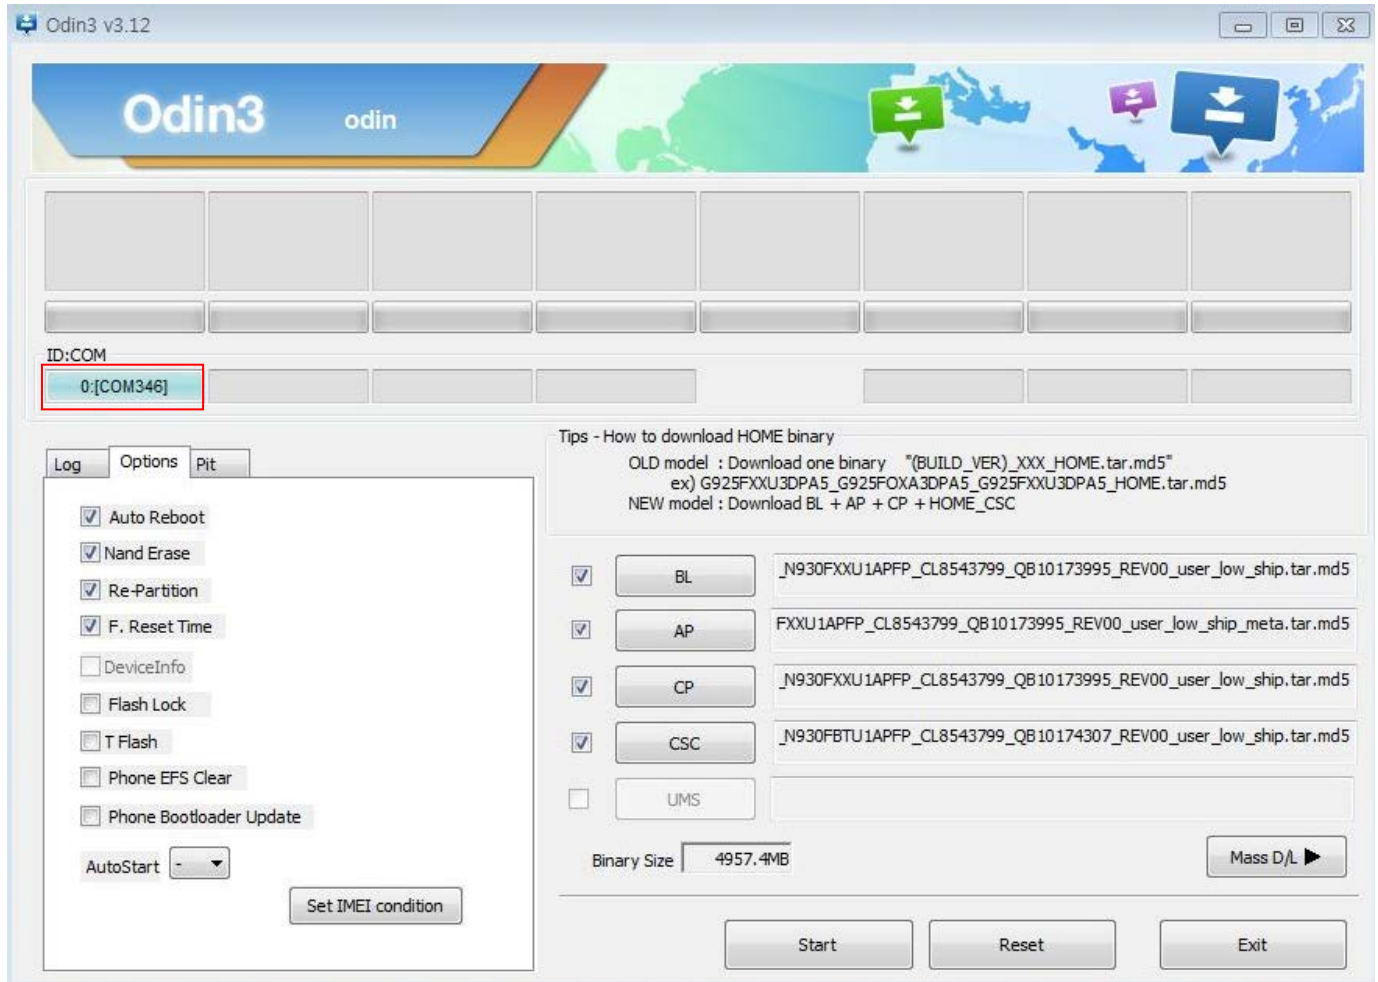 Odin3 v3.12
Odin3 odin
ID:COM
0:[COM346]
Log Options Pit
Auto Reboot
Nand Erase
Re-Partition
F. Reset Time
DeviceInfo
Flash Lock
T Flash
Phone EFS Clear
Phone Bootloader Update
AutoStart -
Set IMEI condition
Tips - How to download HOME binary
OLD model : Download one binary "(BUILD_VER)_XXX_HOME.tar.md5"
ex) G925FXXU3DPA5_G925FOXA3DPA5_G925FXXU3DPA5_HOME.tar.md5
NEW model : Download BL + AP + CP + HOME_CSC
BL _N930FXXU1APFP_CL8543799_QB10173995_REV00_user_low_ship.tar.md5
AP FXXU1APFP_CL8543799_QB10173995_REV00_user_low_ship_meta.tar.md5
CP _N930FXXU1APFP_CL8543799_QB10173995_REV00_user_low_ship.tar.md5
CSC _N930FBTU1APFP_CL8543799_QB10174307_REV00_user_low_ship.tar.md5
UMS
Binary Size 4957.4MB
Mass D/L
Start Reset Exit